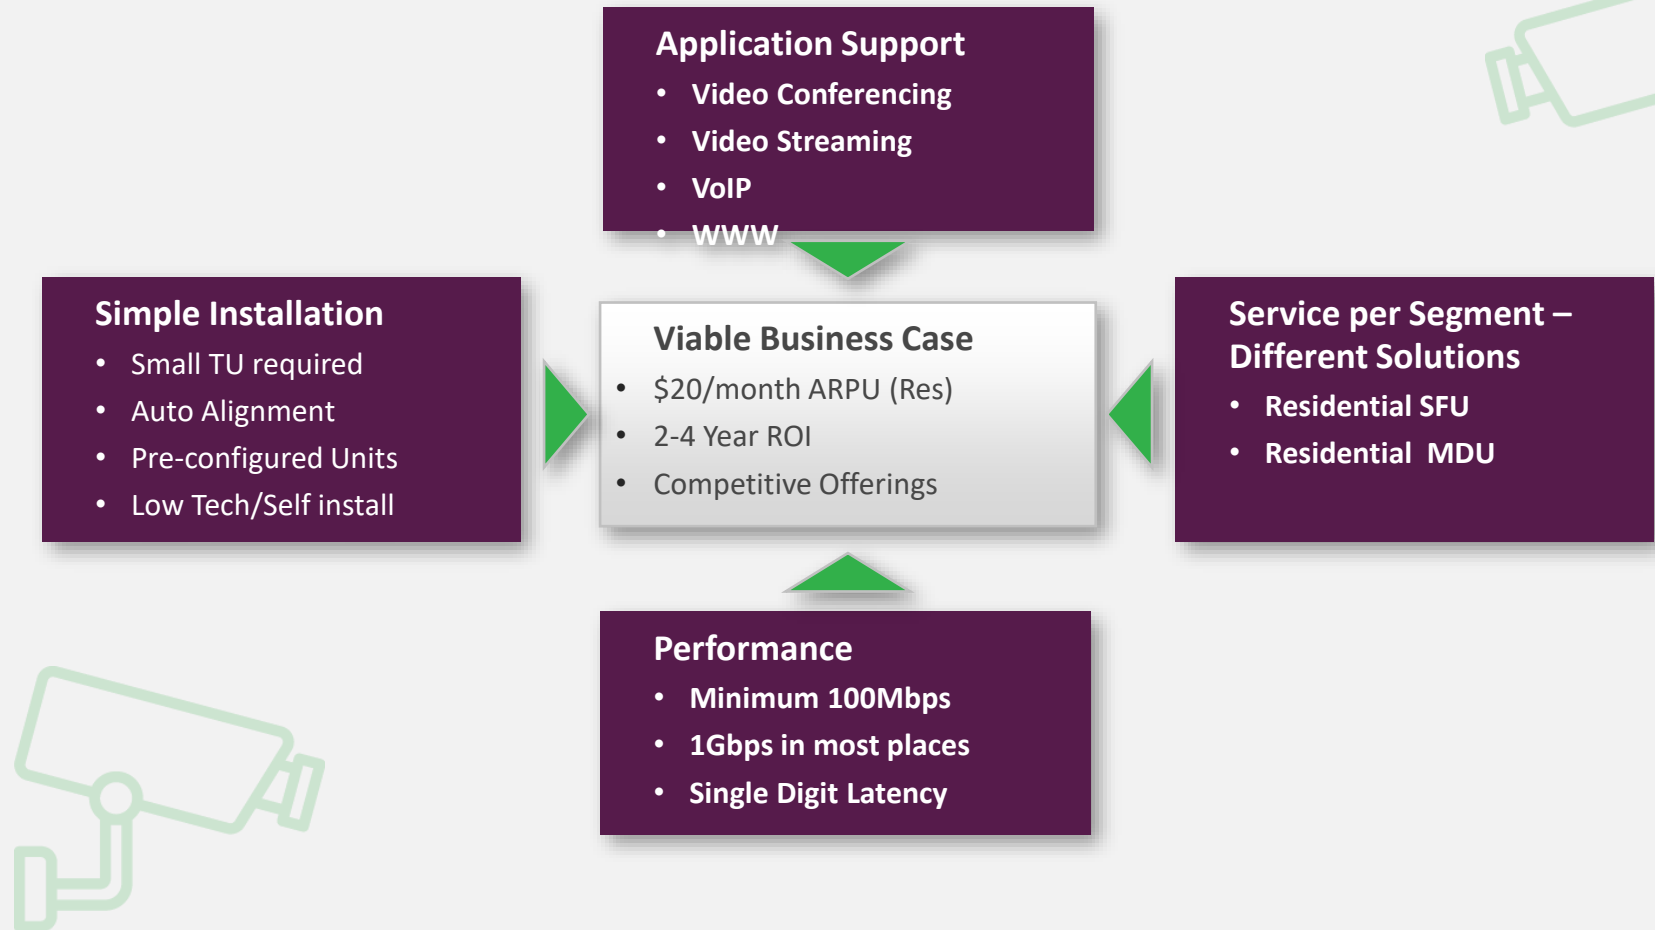 Application Support
• Video Conferencing
• Video Streaming
• VoIP
• WWW
Simple Installation
• Small TU required
• Auto Alignment
• Pre-configured Units
• Low Tech/Self install
Viable Business Case
• $20/month ARPU (Res)
• 2-4 Year ROI
• Competitive Offerings
Service per Segment –
Different Solutions
• Residential SFU
• Residential  MDU
Performance
• Minimum 100Mbps
• 1Gbps in most places
• Single Digit Latency